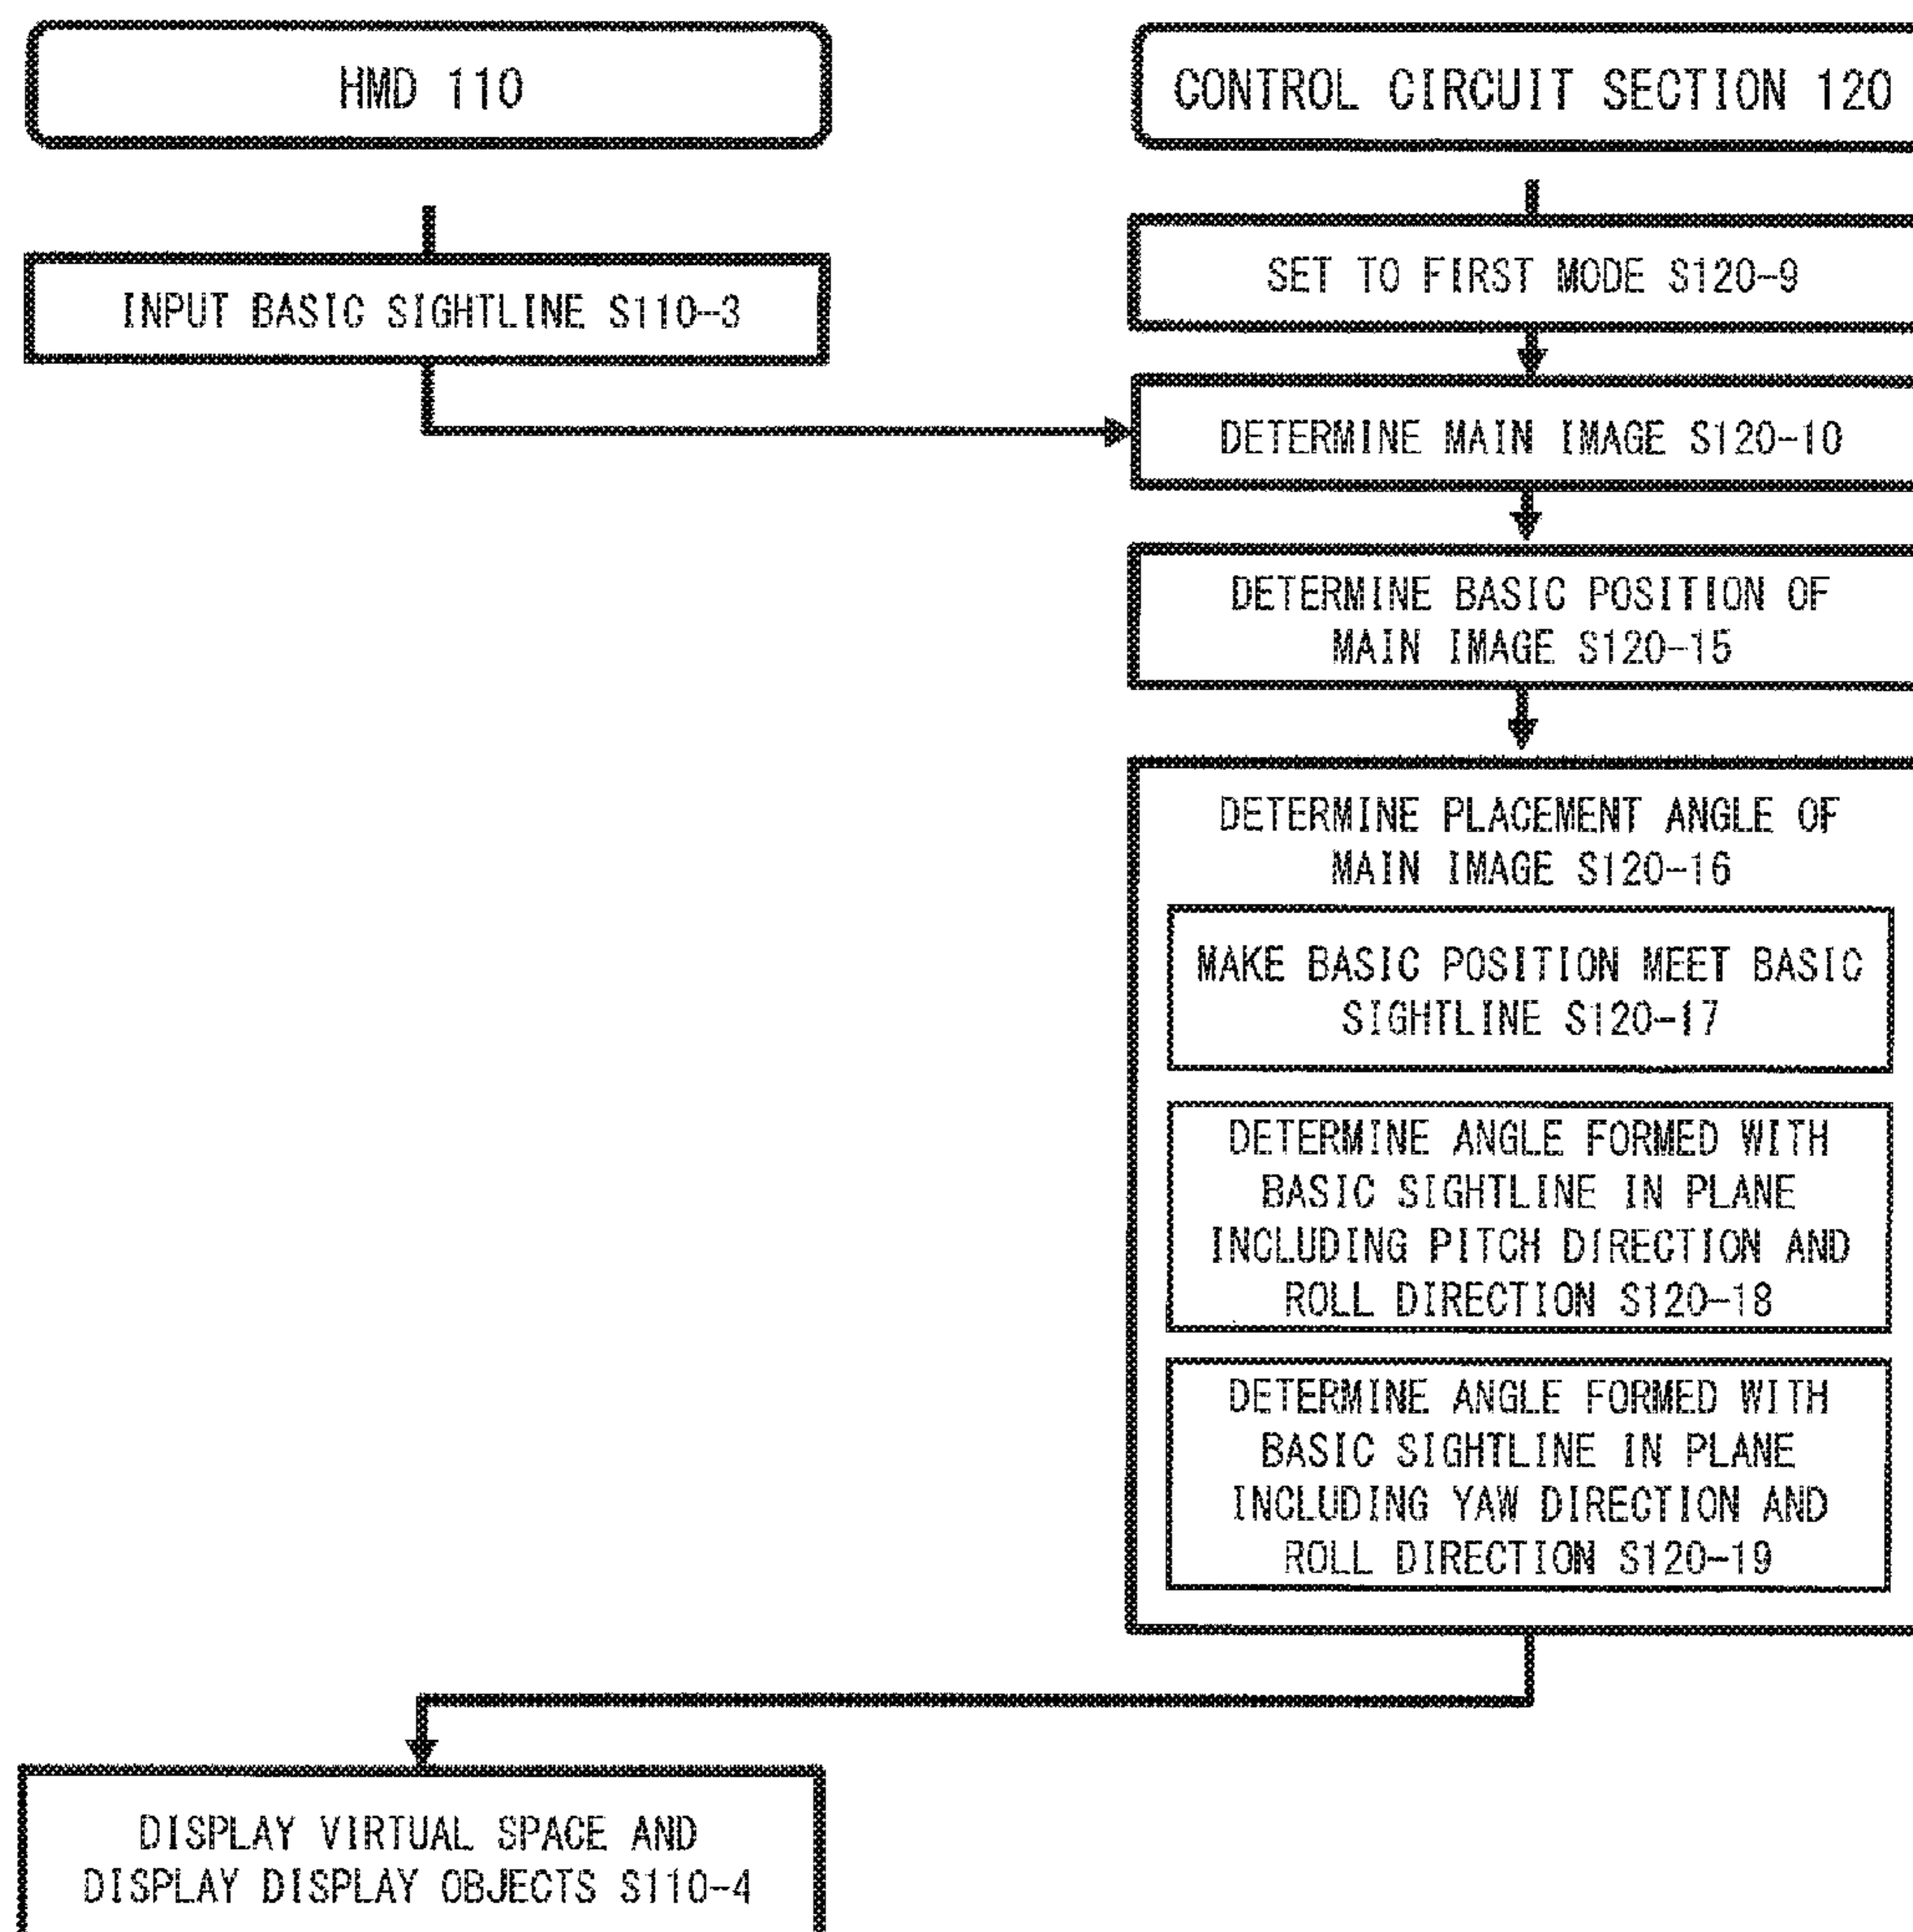 HMD 110
CONTROL CIRCUIT SECTION 120
INPUT BASIC SIGHTLINE S110-3
SET TO FIRST MODE S120-9
DETERMINE MAIN IMAGE S120-10
DETERMINE BASIC POSITION OF
MAIN IMAGE S120-15
DETERMINE PLACEMENT ANGLE OF
MAIN IMAGE S120-16
MAKE BASIC POSITION MEET BASIC
SIGHTLINE S120-17
DETERMINE ANGLE FORMED WITH
BASIC SIGHTLINE IN PLANE
INCLUDING PITCH DIRECTION AND
ROLL DIRECTION S120-18
DETERMINE ANGLE FORMED WITH
BASIC SIGHTLINE IN PLANE
INCLUDING YAW DIRECTION AND
ROLL DIRECTION S120-19
DISPLAY VIRTUAL SPACE AND
DISPLAY DISPLAY OBJECTS S110-4